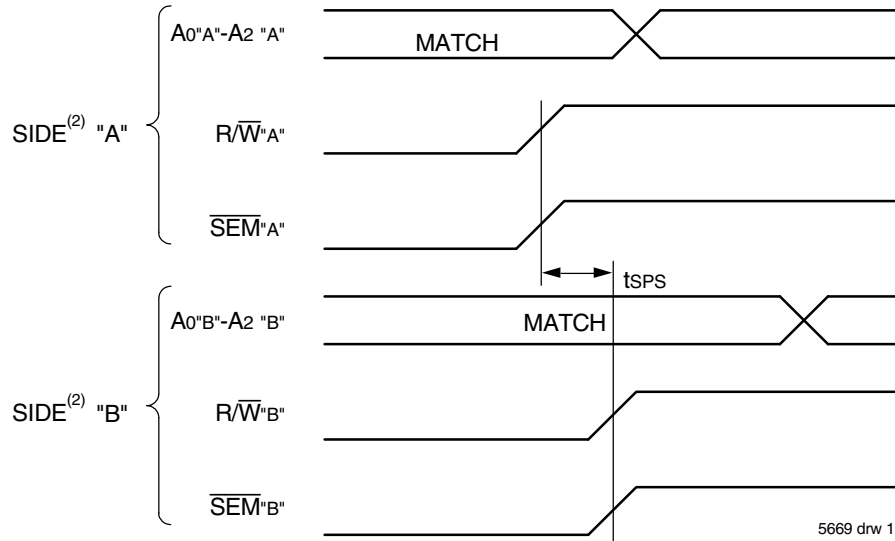 A0"A"-A2 "A"
MATCH
SIDE(2) "A"
R/W"A"
SEM"A"
tSPS
A0"B"-A2 "B"
MATCH
SIDE(2) "B"
R/W"B"
SEM"B"
5669 drw 1